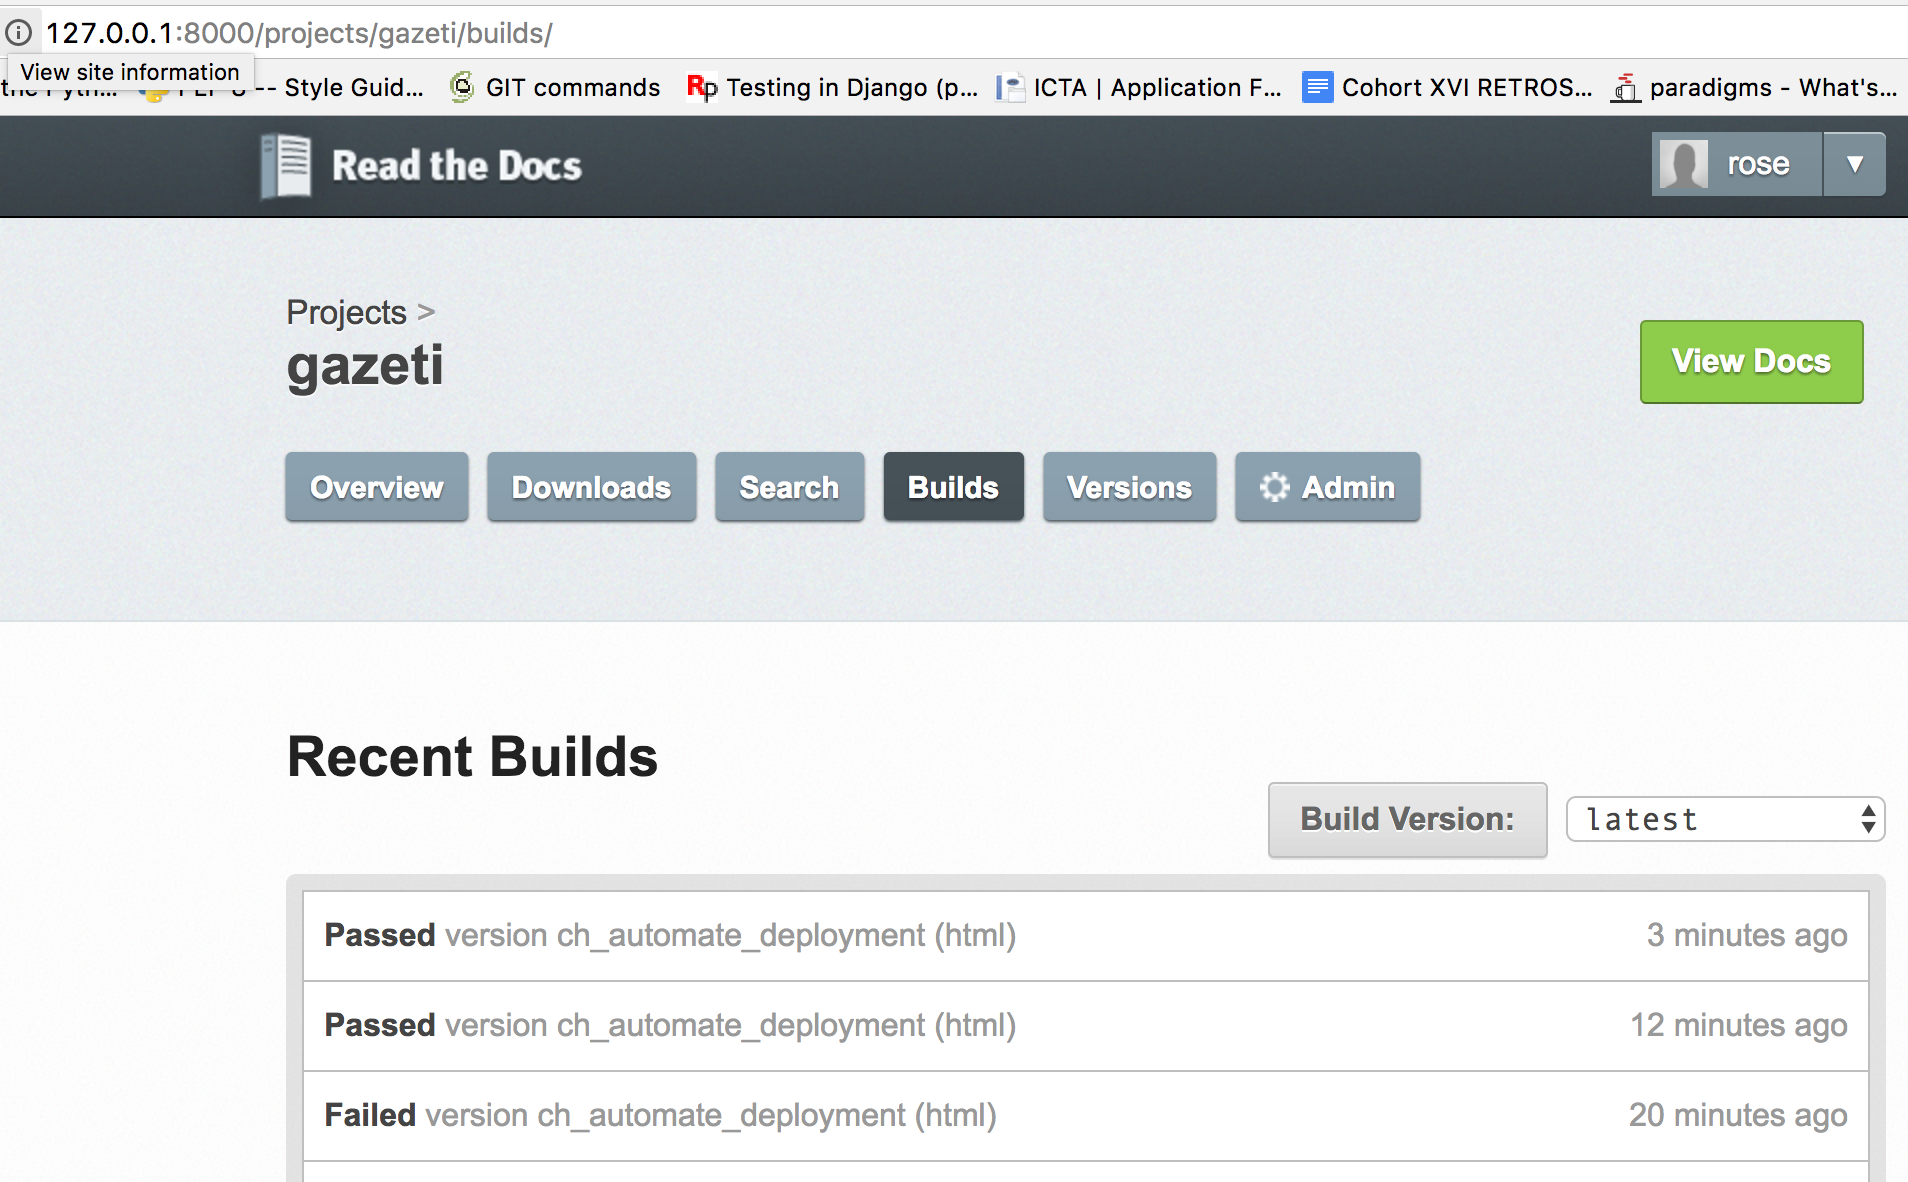 127.0.0.1:8000/projects/gazeti/builds/
View site information
-- Style Guid... GIT commands Rp Testing in Django (p... ICTA | Application F... Cohort XVI RETROS... paradigms - What's...
Read the Docs
rose
Projects >
gazeti
View Docs
Overview Downloads Search Builds Versions Admin
Recent Builds
Build Version: latest
Passed version ch_automate_deployment (html) 3 minutes ago
Passed version ch_automate_deployment (html) 12 minutes ago
Failed version ch_automate_deployment (html) 20 minutes ago